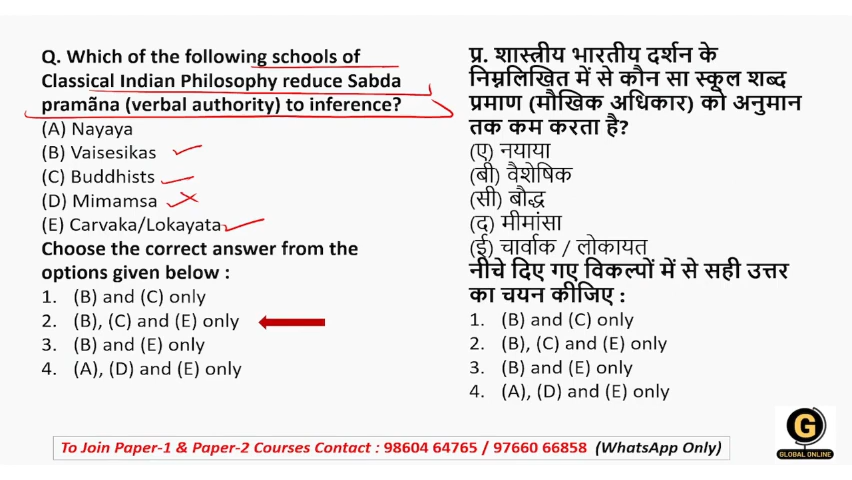 Q. Which of the following schools of
Classical Indian Philosophy reduce Sabda
pramãna (verbal authority) to inference?
(A) Nayaya
(B) Vaisesikas
(C) Buddhists
(D) Mimamsa
(E) Carvaka/Lokayata
Choose the correct answer from the
options given below :
1. (B) and (C) only
2. (B), (C) and (E) only
3. (B) and (E) only
4. (A), (D) and (E) only
प्र. शास्त्रीय भारतीय दर्शन के
निम्नलिखित में से कौन सा स्कूल शब्द
प्रमाण (मौखिक अधिकार) को अनुमान
तक कम करता है?
(ए) नयाया
(बी) वैशेषिक
(सी) बौद्ध
(द) मीमांसा
(ई) चार्वाक / लोकायत
नीचे दिए गए विकल्पों में से सही उत्तर
का चयन कीजिए :
1. (B) and (C) only
2. (B), (C) and (E) only
3. (B) and (E) only
4. (A), (D) and (E) only
To Join Paper-1 & Paper-2 Courses Contact : 98604 64765 / 97660 66858 (WhatsApp Only)
G
GLOBAL ONLINE